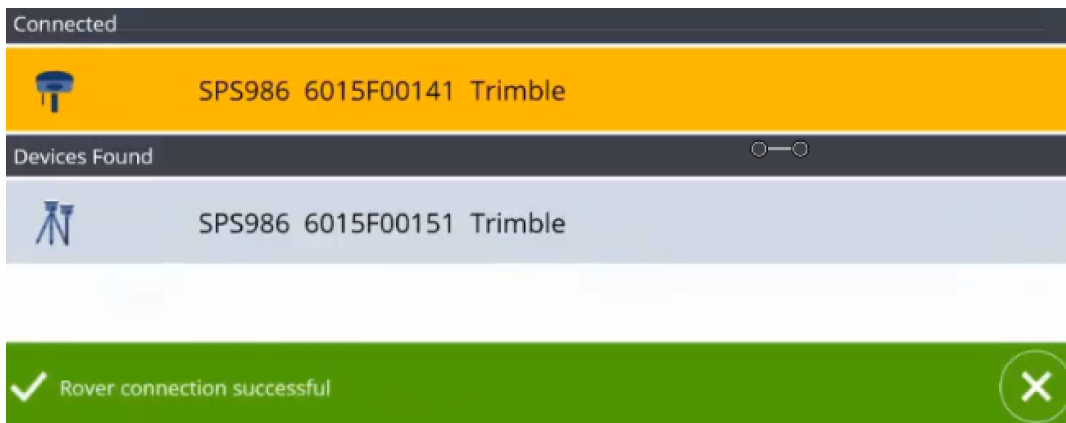 Connected
SPS986 6015F00141 Trimble
Devices Found
SPS986 6015F00151 Trimble
Rover connection successful